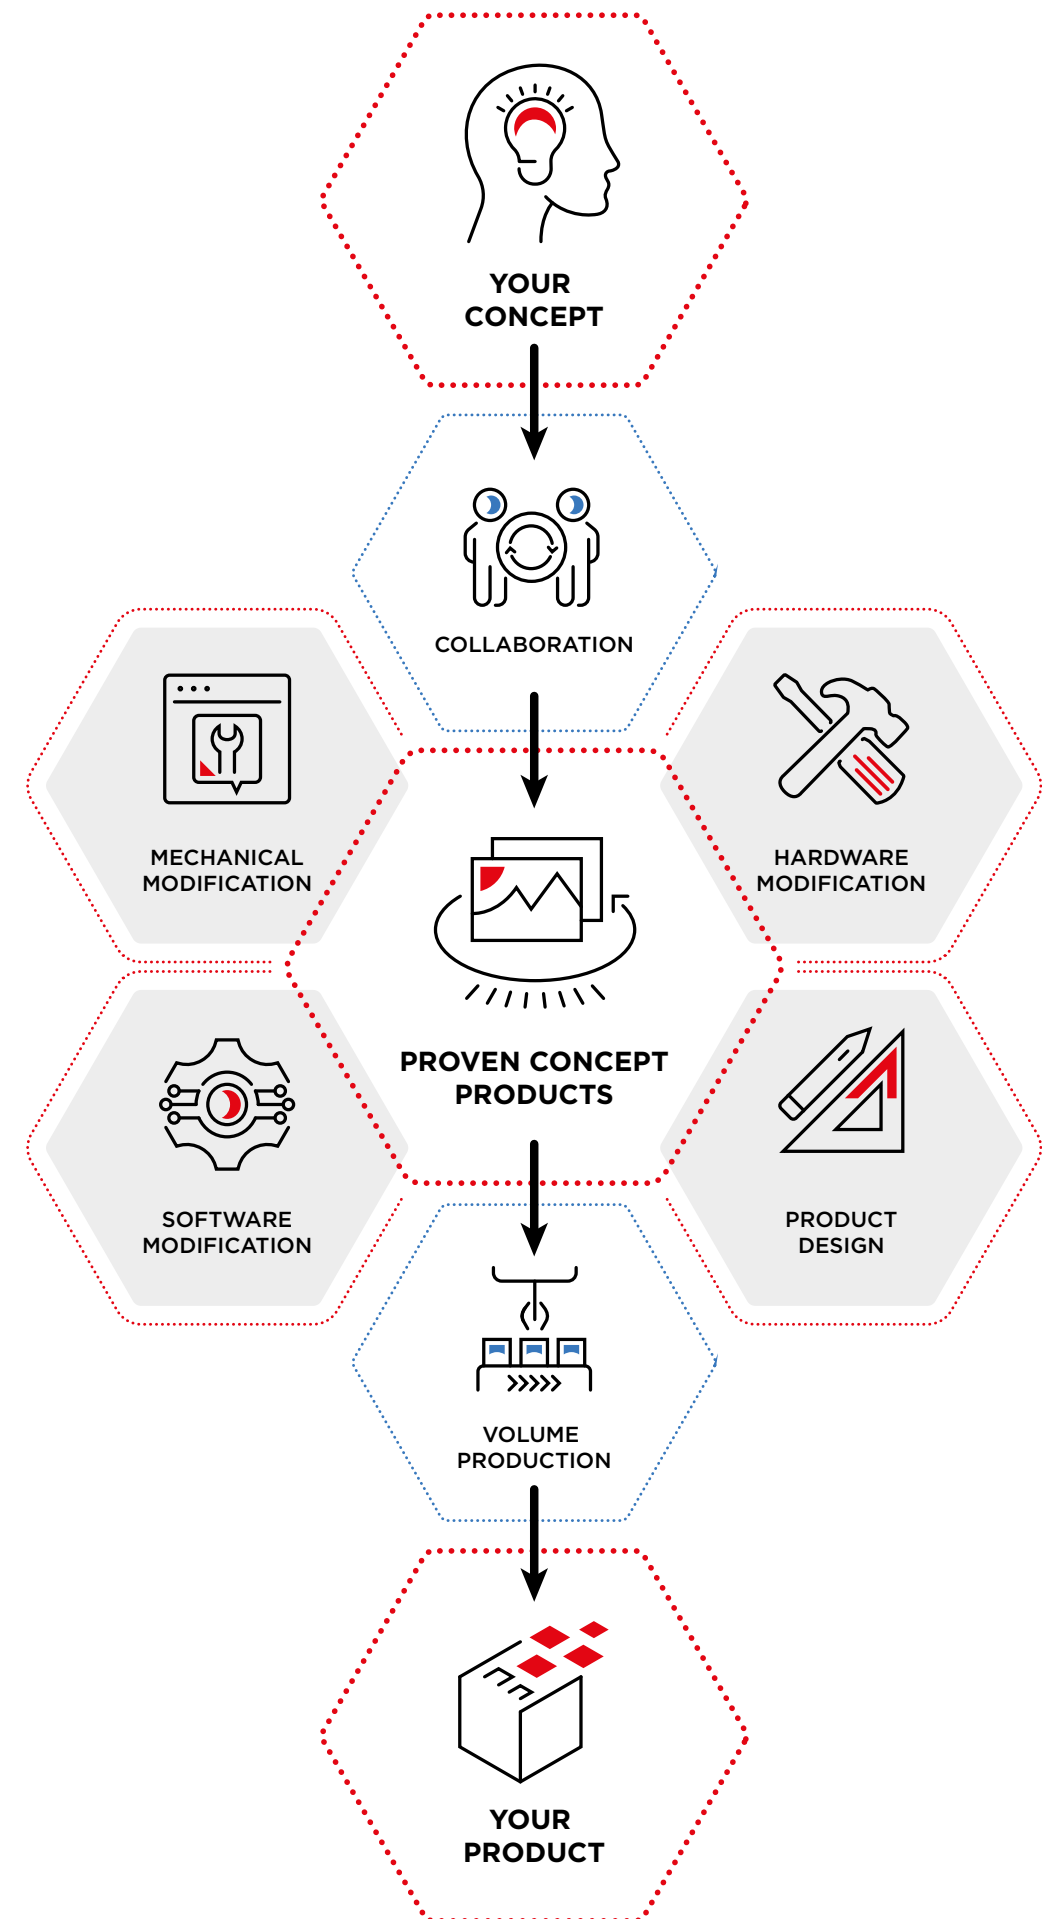 YOUR
CONCEPT
COLLABORATION
MECHANICAL
MODIFICATION
HARDWARE
MODIFICATION
PROVEN CONCEPT
PRODUCTS
SOFTWARE
MODIFICATION
PRODUCT
DESIGN
VOLUME
PRODUCTION
YOUR
PRODUCT